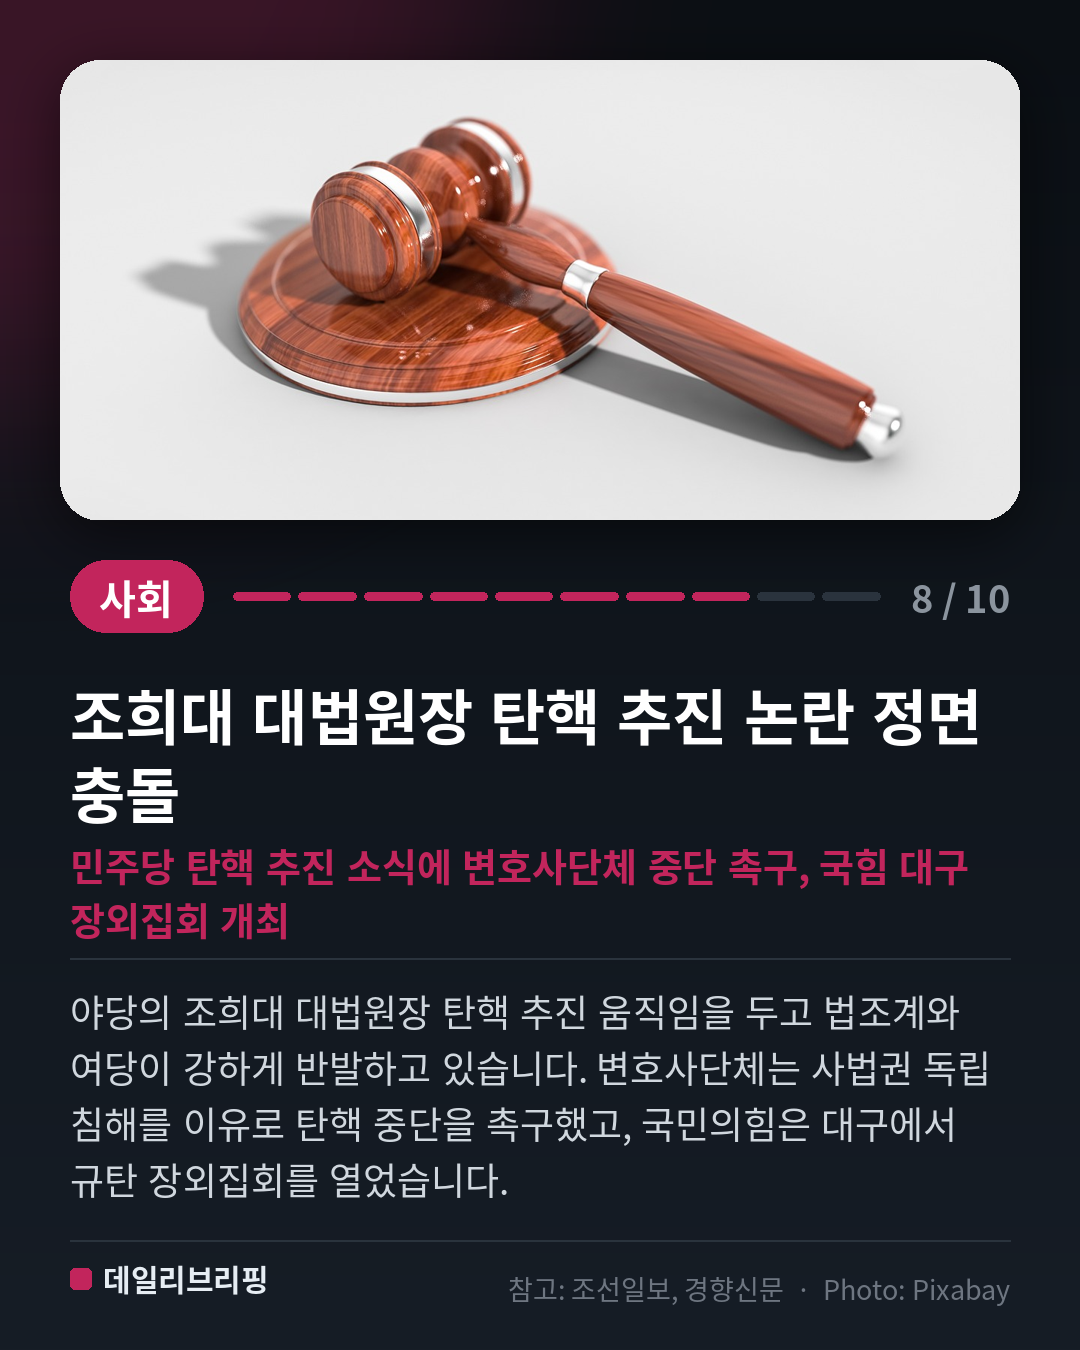 사회
8 / 10
조희대 대법원장 탄핵 추진 논란 정면
충돌
민주당 탄핵 추진 소식에 변호사단체 중단 촉구, 국힘 대구
장외집회 개최
야당의 조희대 대법원장 탄핵 추진 움직임을 두고 법조계와
여당이 강하게 반발하고 있습니다. 변호사단체는 사법권 독립
침해를 이유로 탄핵 중단을 촉구했고, 국민의힘은 대구에서
규탄 장외집회를 열었습니다.
데일리브리핑
참고: 조선일보, 경향신문 · Photo: Pixabay